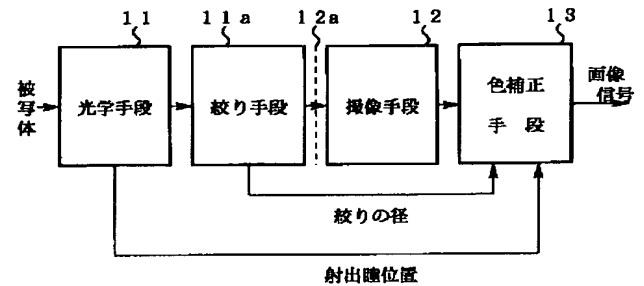 11 11a 12a 12 13
被写体
光学手段
絞り手段
撮像手段
色補正
手 段
画像
信号
絞りの径
射出瞳位置